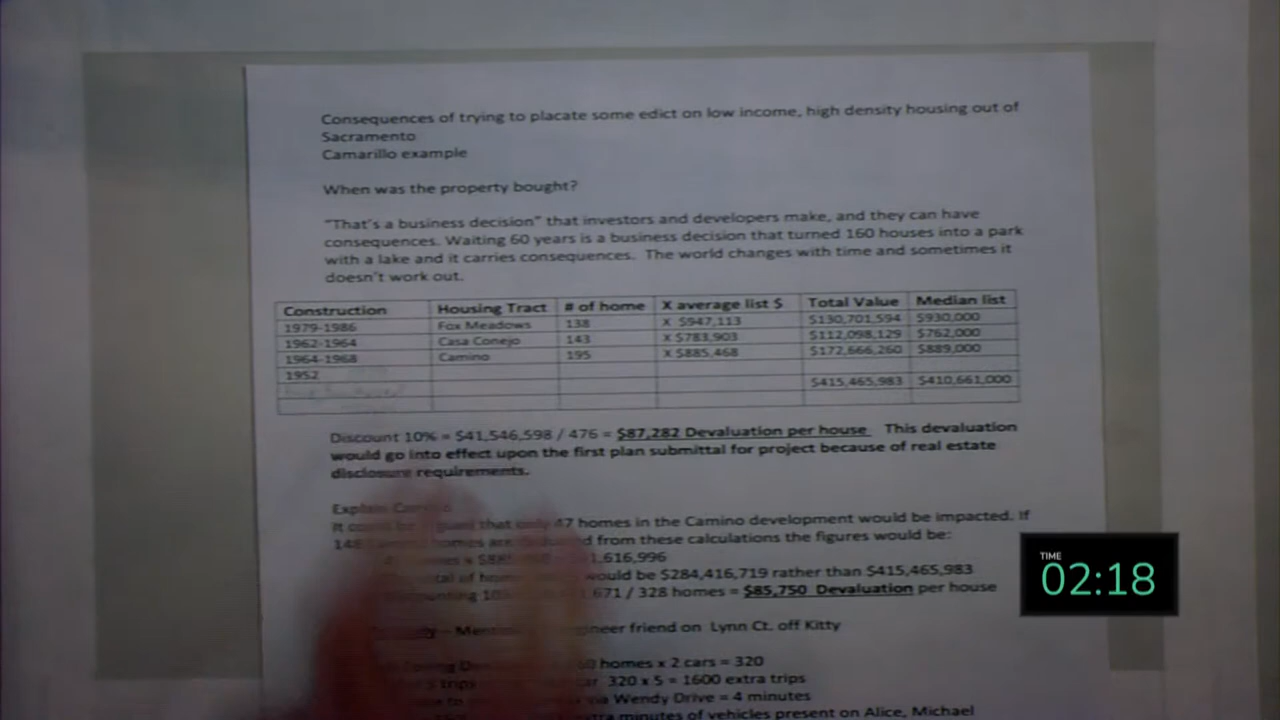 Consequences of trying to placate some edict on low income, high density housing out of
Sacramento
Camarillo example
When was the property bought?
"That's a business decision" that investors and developers make, and they can have
consequences. Waiting 60 years is a business decision that turned 160 houses into a park
with a lake and it carries consequences. The world changes with time and sometimes it
doesn't work out.
Construction Housing Tract # of home X average list $ Total Value Median list
1979-1986 Fox Meadows 138 X $947,113 $130,701,594 $930,000
1962-1964 Casa Conejo 143 x $783,903 $112,098,129 $762,000
1964-1968 Camino 195 x $885,468 $172,666,260 $889,000
1952
$415,465,983 $410,661,000
Discount 10% = $41,546,598 / 476 = $87,282 Devaluation per house This devaluation
would go into effect upon the first plan submittal for project because of real estate
disclosure requirements.
Explain
It that only 47 homes in the Camino development would be impacted. If
homes are from these calculations the figures would be:
1,616,996
would be $284,416,719 rather than $415,465,983
671 / 328 homes = $85,750 Devaluation per house
friend on Lynn Ct. off Kitty
homes x 2 cars = 320
trips 320 x 5 = 1600 extra trips
Wendy Drive = 4 minutes
minutes of vehicles present on Alice, Michael
TIME
02:18